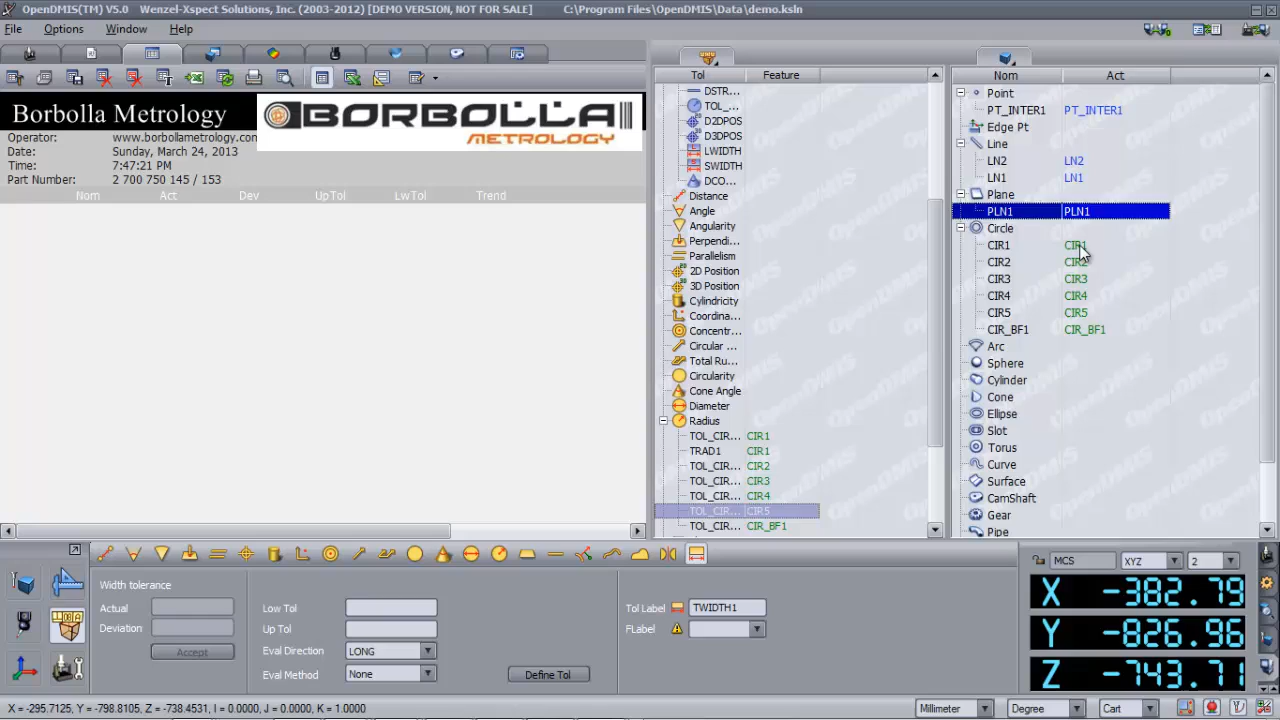 OpenDMIS(TM) V5.0 Wenzel-Xspect Solutions, Inc. (2003-2012) [DEMO VERSION, NOT FOR SALE] C:\Program Files\OpenDMIS\Data\demo.ksln
File Options Window Help
Borbolla Metrology
BORBOLLA
METROLOGY
Operator: www.borbollametrology.com
Date: Sunday, March 24, 2013
Time: 7:47:21 PM
Part Number: 2 700 750 145 / 153
Nom Act Dev UpTol LwTol Trend
Tol Feature
DSTR...
TOL_...
D2DPOS
D3DPOS
LWIDTH
SWIDTH
DCO...
Distance
Angle
Angularity
Perpendi...
Parallelism
2D Position
3D Position
Cylindricity
Coordina...
Concentr...
Circular ...
Total Ru...
Circularity
Cone Angle
Diameter
Radius
TOL_CIR... CIR1
TRAD1 CIR1
TOL_CIR... CIR2
TOL_CIR... CIR3
TOL_CIR... CIR4
TOL_CIR... CIR5
TOL_CIR... CIR_BF1
Nom Act
Point
PT_INTER1 PT_INTER1
Edge Pt
Line
LN2 LN2
LN1 LN1
Plane
PLN1 PLN1
Circle
CIR1 CIR1
CIR2 CIR2
CIR3 CIR3
CIR4 CIR4
CIR5 CIR5
CIR_BF1 CIR_BF1
Arc
Sphere
Cylinder
Cone
Ellipse
Slot
Torus
Curve
Surface
CamShaft
Gear
Pipe
Width tolerance
Actual
Deviation
Accept
Low Tol
Up Tol
Eval Direction LONG
Eval Method None
Define Tol
Tol Label TWIDTH1
FLabel
MCS XYZ 2
X -382.79
Y -826.96
Z -743.71
X = -295.7125, Y = -798.8105, Z = -738.4531, I = 0.0000, J = 0.0000, K = 1.0000
Millimeter Degree Cart